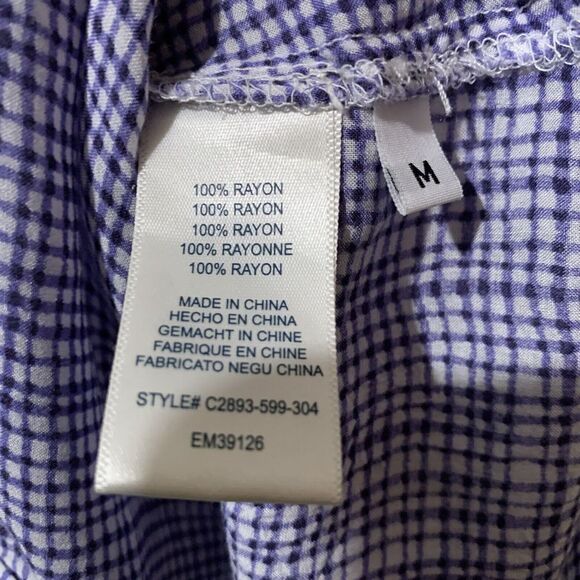 100% RAYON
100% RAYON
100% RAYON
100% RAYONNE
100% RAYON
MADE IN CHINA
HECHO EN CHINA
GEMACHT IN CHINE
FABRIQUE EN CHINE
FABRICATO NEGU CHINA
STYLE# C2893-599-304
EM39126
M